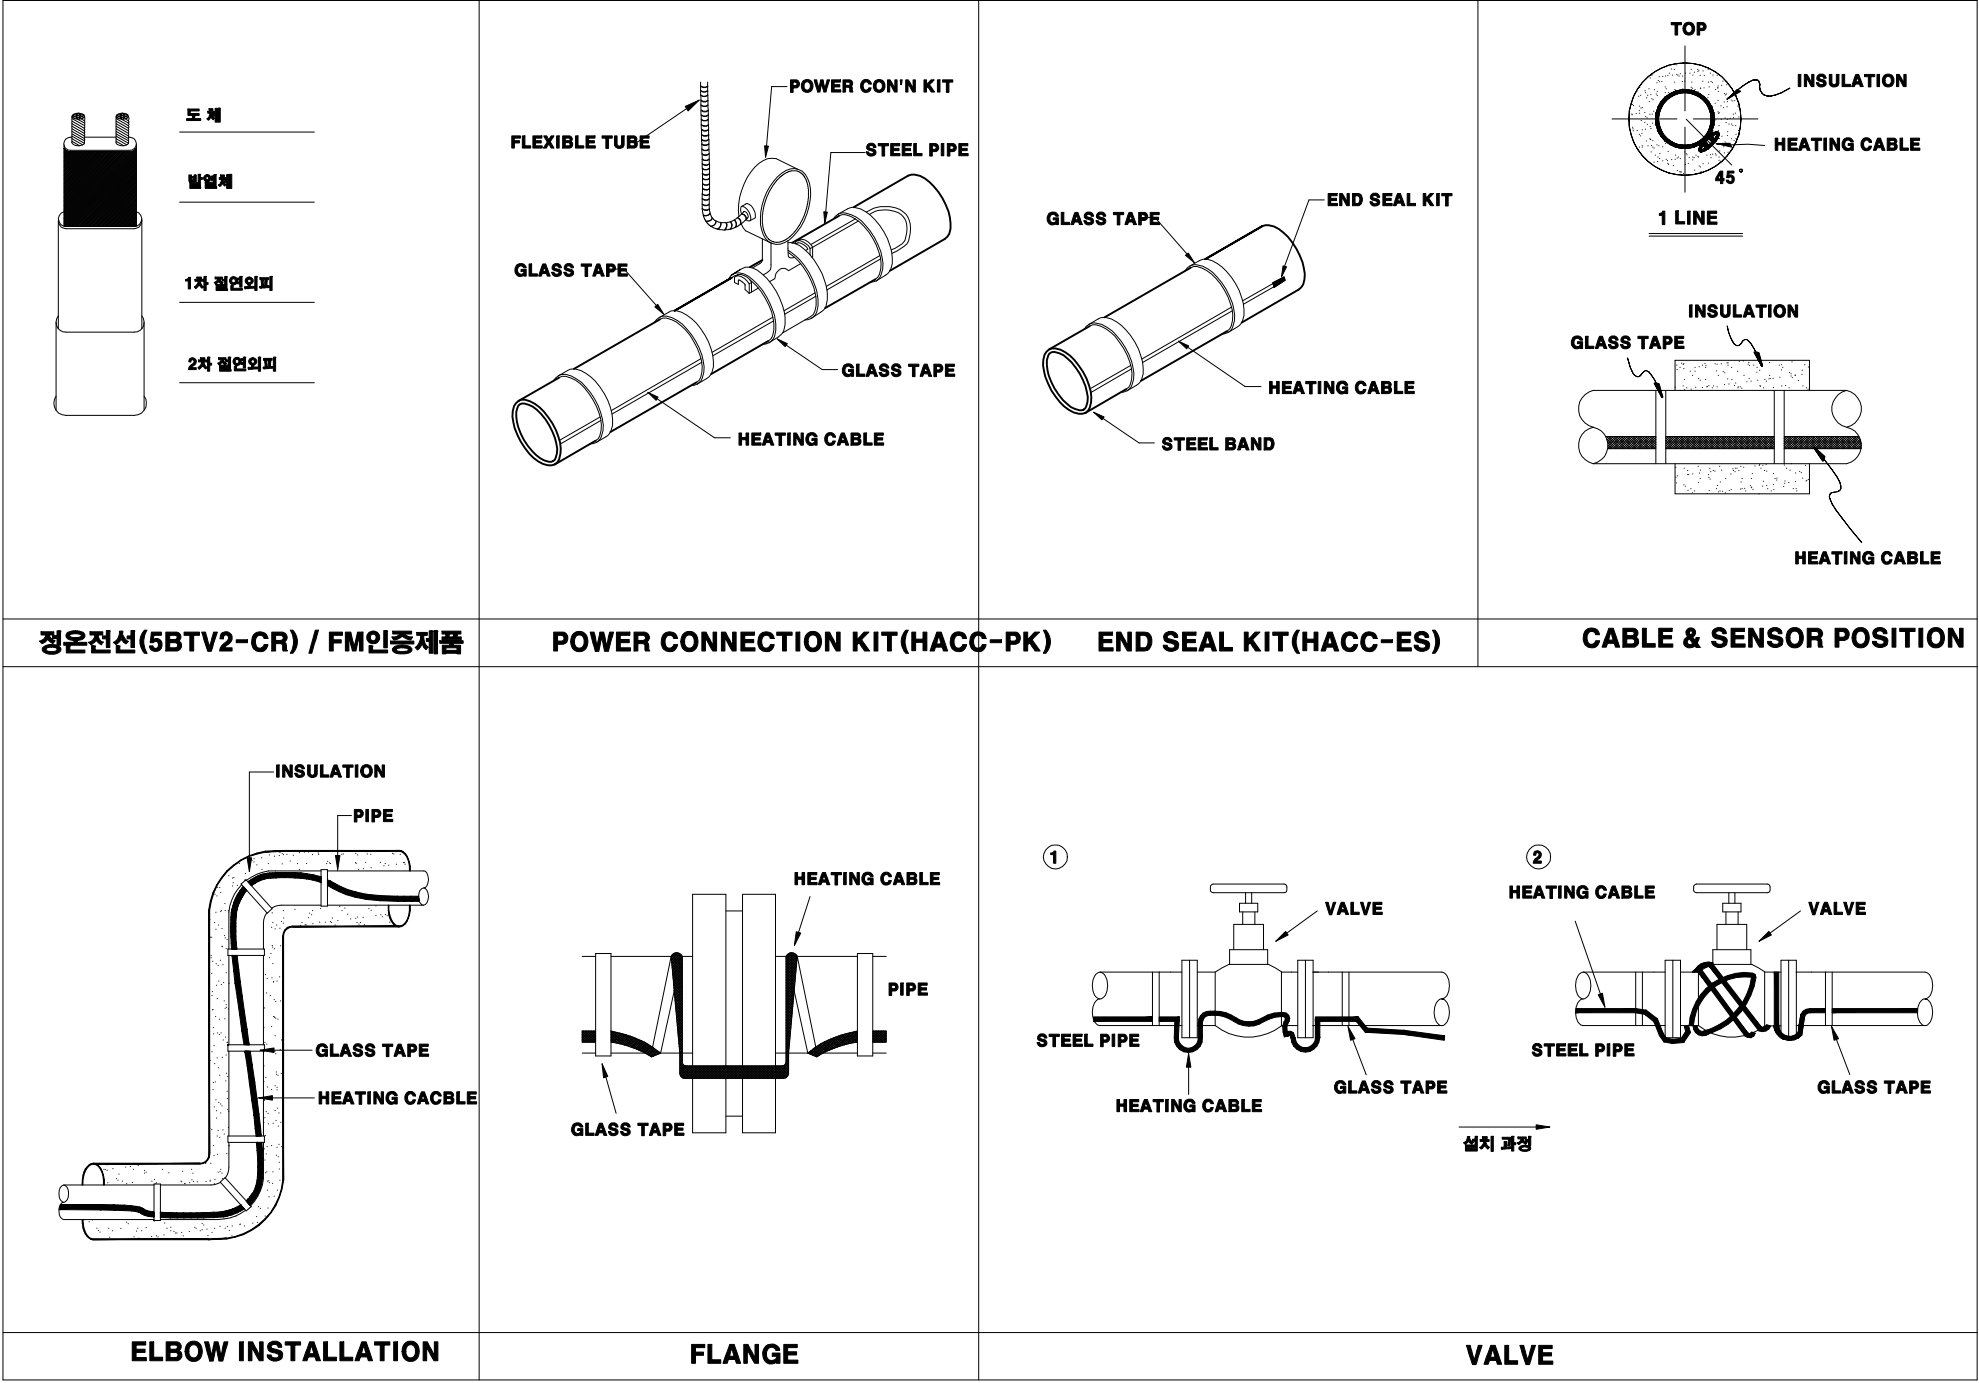 도 체
발열체
1차 절연외피
2차 절연외피
정온전선(5BTV2-CR) / FM인증제품
POWER CON'N KIT
FLEXIBLE TUBE
STEEL PIPE
GLASS TAPE
GLASS TAPE
HEATING CABLE
POWER CONNECTION KIT(HACC-PK)
END SEAL KIT
GLASS TAPE
HEATING CABLE
STEEL BAND
END SEAL KIT(HACC-ES)
TOP
INSULATION
HEATING CABLE
45°
1 LINE
INSULATION
GLASS TAPE
HEATING CABLE
CABLE & SENSOR POSITION
INSULATION
PIPE
GLASS TAPE
HEATING CACBLE
ELBOW INSTALLATION
HEATING CABLE
PIPE
GLASS TAPE
FLANGE
1
VALVE
STEEL PIPE
GLASS TAPE
HEATING CABLE
설치 과정
2
HEATING CABLE
VALVE
STEEL PIPE
GLASS TAPE
VALVE